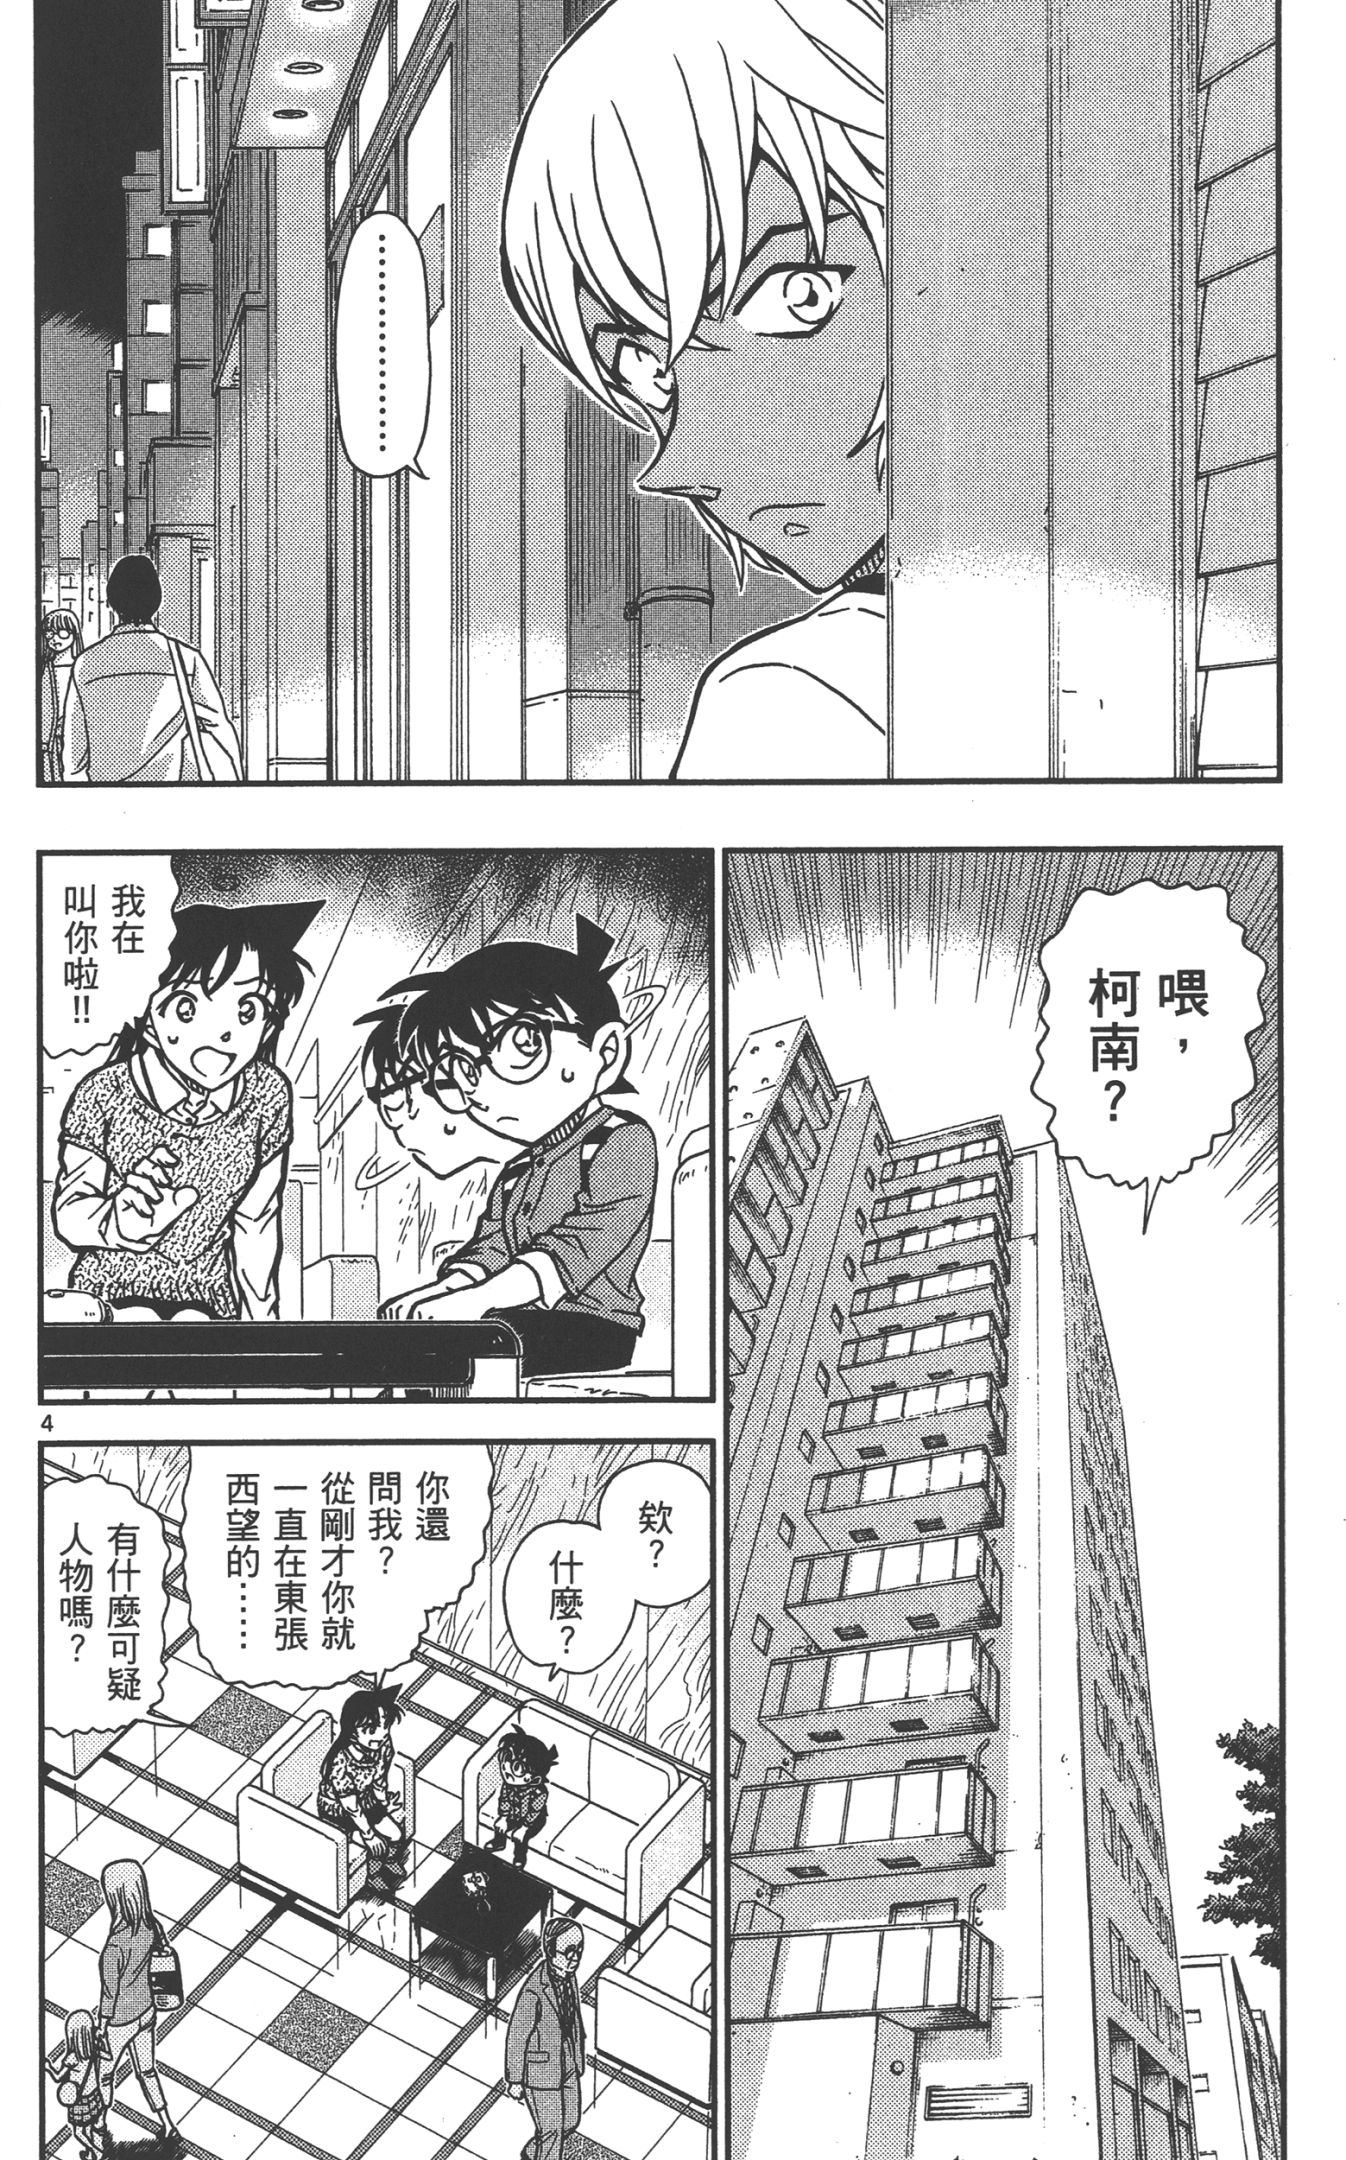 …………
喂，
柯南？
我在
叫你啦!!
欸？
什麼？
你還
問我？
從剛才你就
一直在東張
西望的……
有什麼可疑
人物嗎？
4